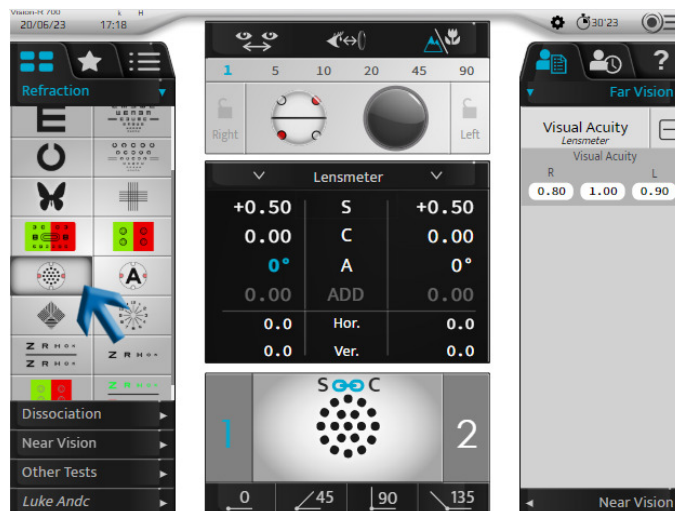 Vision-R 700
20/06/23 17:18
30'23
Refraction
E
A
Z R H
Z R H
Z R H
Dissociation
Near Vision
Other Tests
Luke Andc
1 5 10 20 45 90
Right
Left
Lensmeter
+0.50 S +0.50
0.00 C 0.00
0° A 0°
0.00 ADD 0.00
0.0 Hor. 0.0
0.0 Ver. 0.0
S C
1 2
0 45 90 135
?
Far Vision
Visual Acuity
Lensmeter
Visual Acuity
R L
0.80 1.00 0.90
Near Vision